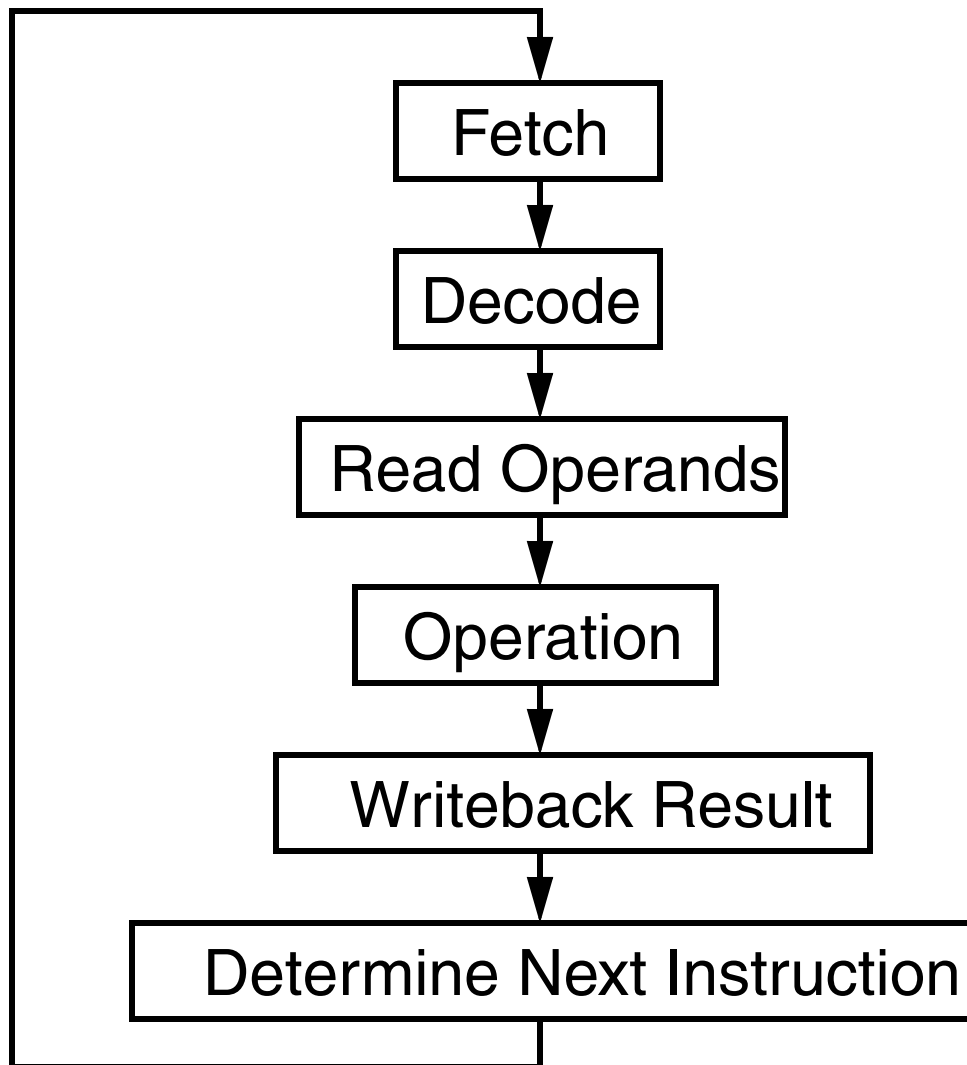 Fetch
Decode
Read Operands
Operation
Writeback Result
Determine Next Instruction